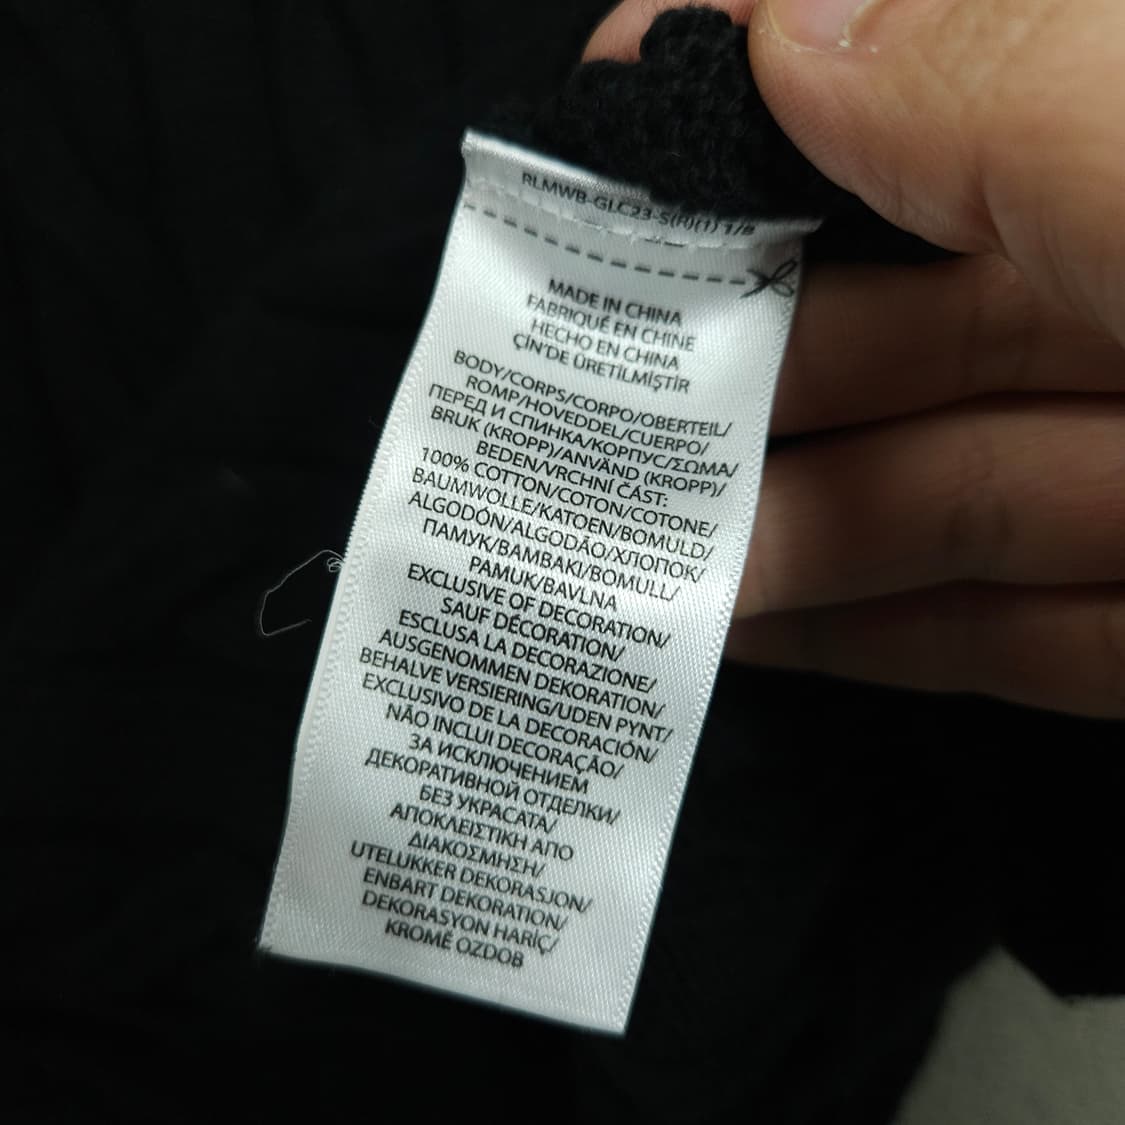 RLMWB-GLC23-S(H)(1) 1/8
MADE IN CHINA
FABRIQUÉ EN CHINE
HECHO EN CHINA
ÇİN'DE ÜRETİLMİŞTİR
BODY/CORPS/CORPO/OBERTEIL/
ROMP/HOVEDDEL/CUERPO/
ПЕРЕД И СПИНКА/КОРПУС/ΣΩΜΑ/
BRUK (KROPP)/ANVÄND (KROPP)/
BEDEN/VRCHNÍ ČÁST:
100% COTTON/COTON/COTONE/
BAUMWOLLE/KATOEN/BOMULD/
ALGODÓN/ALGODÃO/ХЛОПОК/
ПАМУК/ΒΑΜΒΑΚΙ/BOMULL/
PAMUK/BAVLNA
EXCLUSIVE OF DECORATION/
SAUF DÉCORATION/
ESCLUSA LA DECORAZIONE/
AUSGENOMMEN DEKORATION/
BEHALVE VERSIERING/UDEN PYNT/
EXCLUSIVO DE LA DECORACIÓN/
NÃO INCLUI DECORAÇÃO/
ЗА ИСКЛЮЧЕНИЕМ
ДЕКОРАТИВНОЙ ОТДЕЛКИ/
БЕЗ УКРАСАТА/
ΑΠΟΚΛΕΙΣΤΙΚΗ ΑΠΟ
ΔΙΑΚΟΣΜΗΣΗ/
UTELUKKER DEKORASJON/
ENBART DEKORATION/
DEKORASYON HARİÇ/
KROMĚ OZDOB